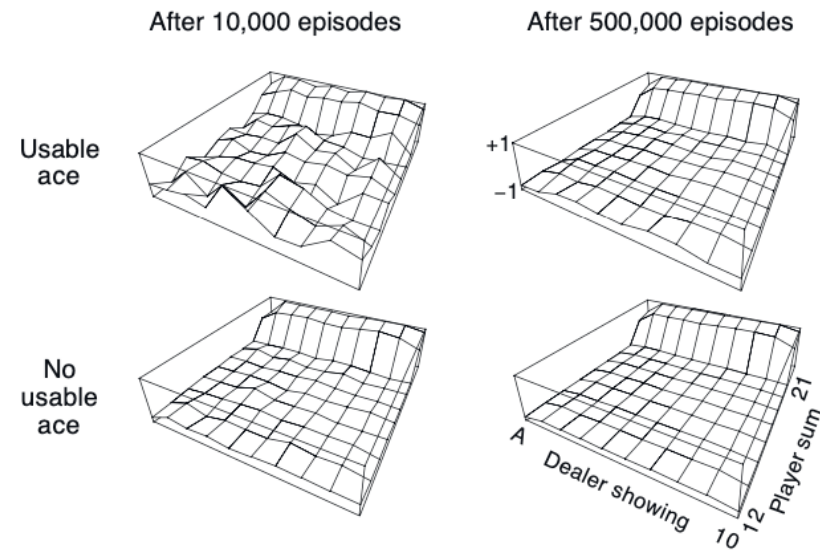 After 10,000 episodes
After 500,000 episodes
Usable
ace
+1
−1
No
usable
ace
A
Dealer showing
10
12
Player sum
21